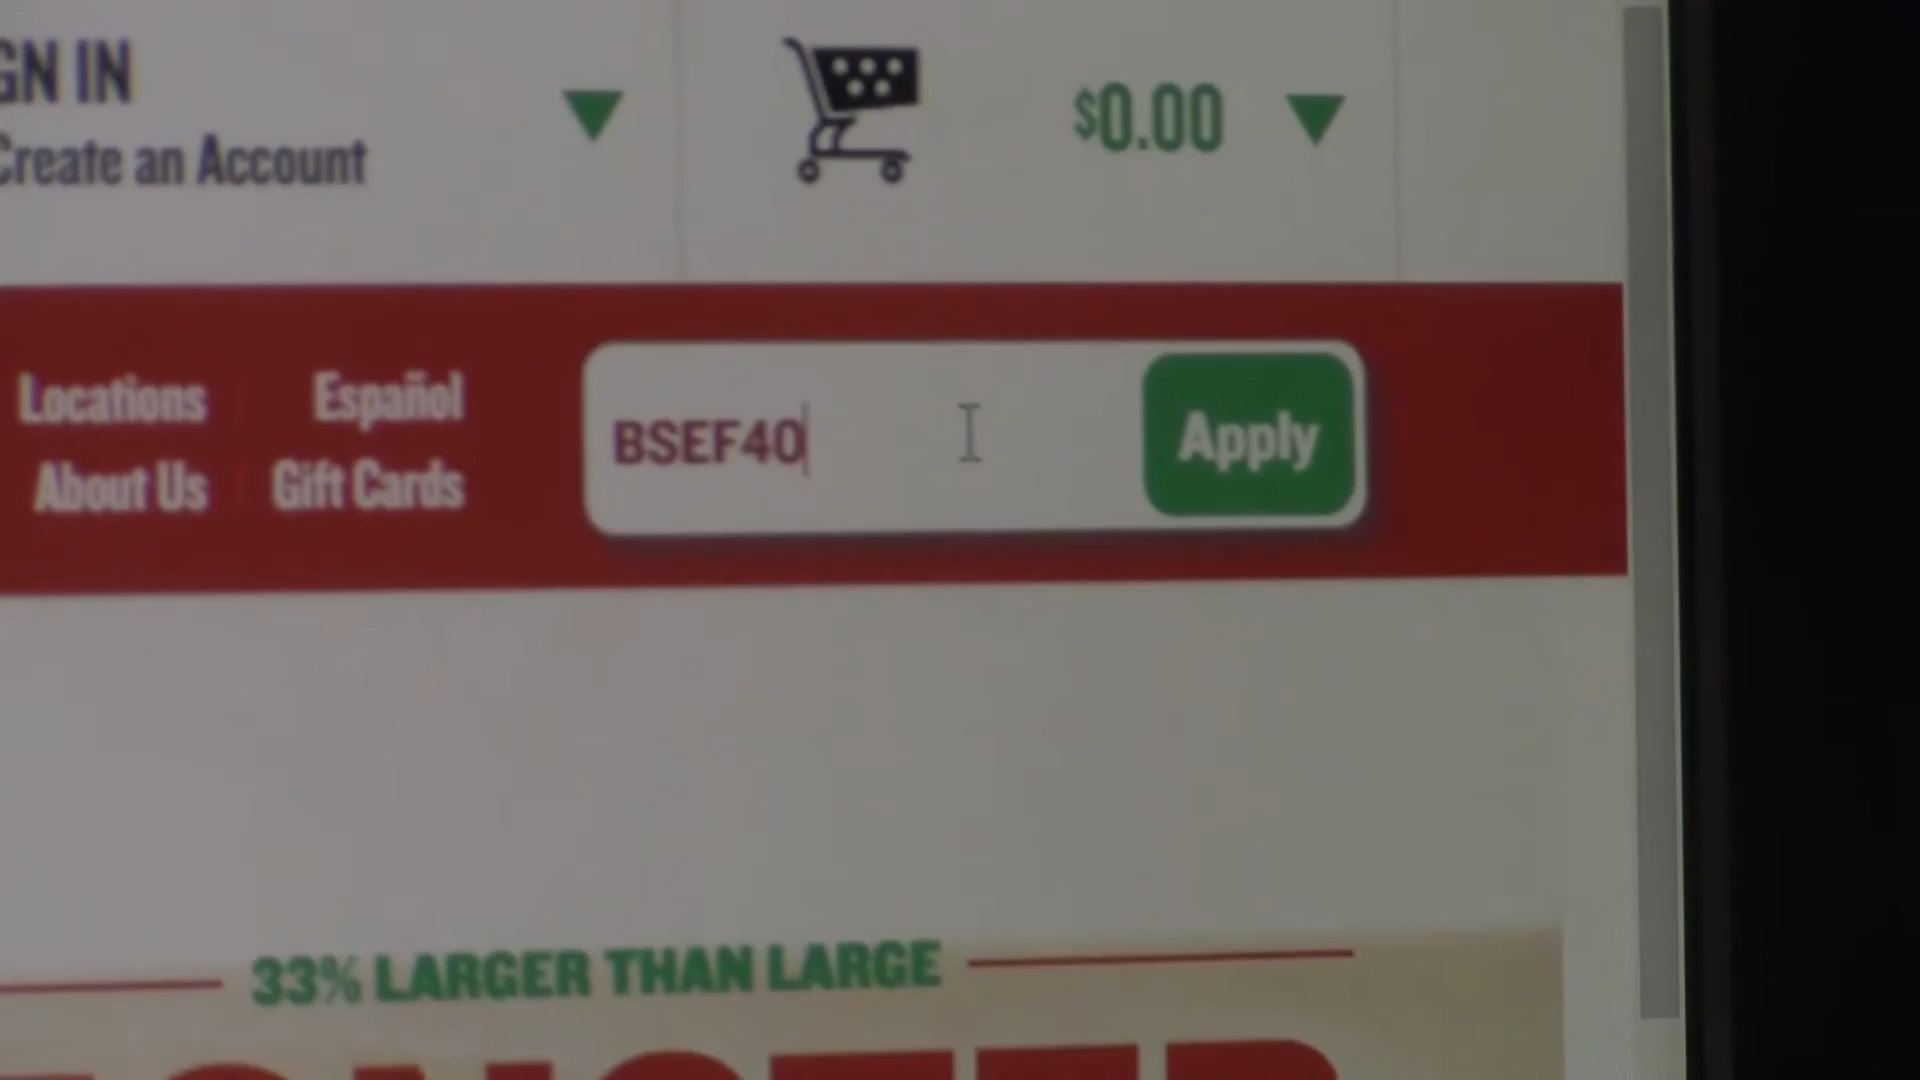 GN IN
Create an Account
$0.00
Locations
Español
About Us
Gift Cards
BSEF40
Apply
33% LARGER THAN LARGE